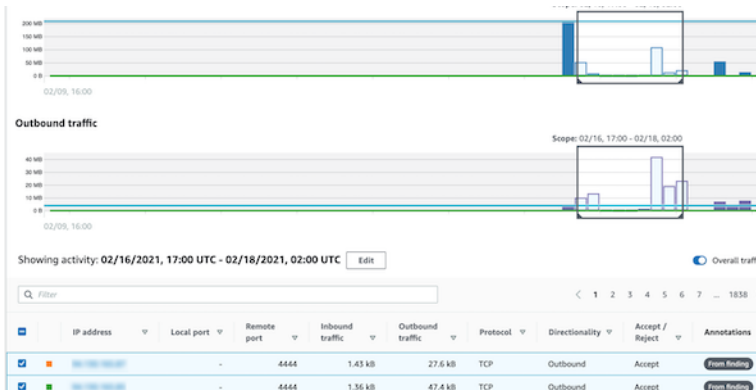 200 MB
150 MB
100 MB
50 MB
0 B
02/09, 16:00
Outbound traffic
Scope: 02/16, 17:00 - 02/18, 02:00
40 MB
30 MB
20 MB
10 MB
0 B
02/09, 16:00
Showing activity: 02/16/2021, 17:00 UTC - 02/18/2021, 02:00 UTC Edit
Overall traff
Filter
< 1 2 3 4 5 6 7 ... 1838
IP address Local port Remote port Inbound traffic Outbound traffic Protocol Directionality Accept / Reject Annotations
- 4444 1.43 kB 27.6 kB TCP Outbound Accept From finding
- 4444 1.36 kB 47.4 kB TCP Outbound Accept From finding